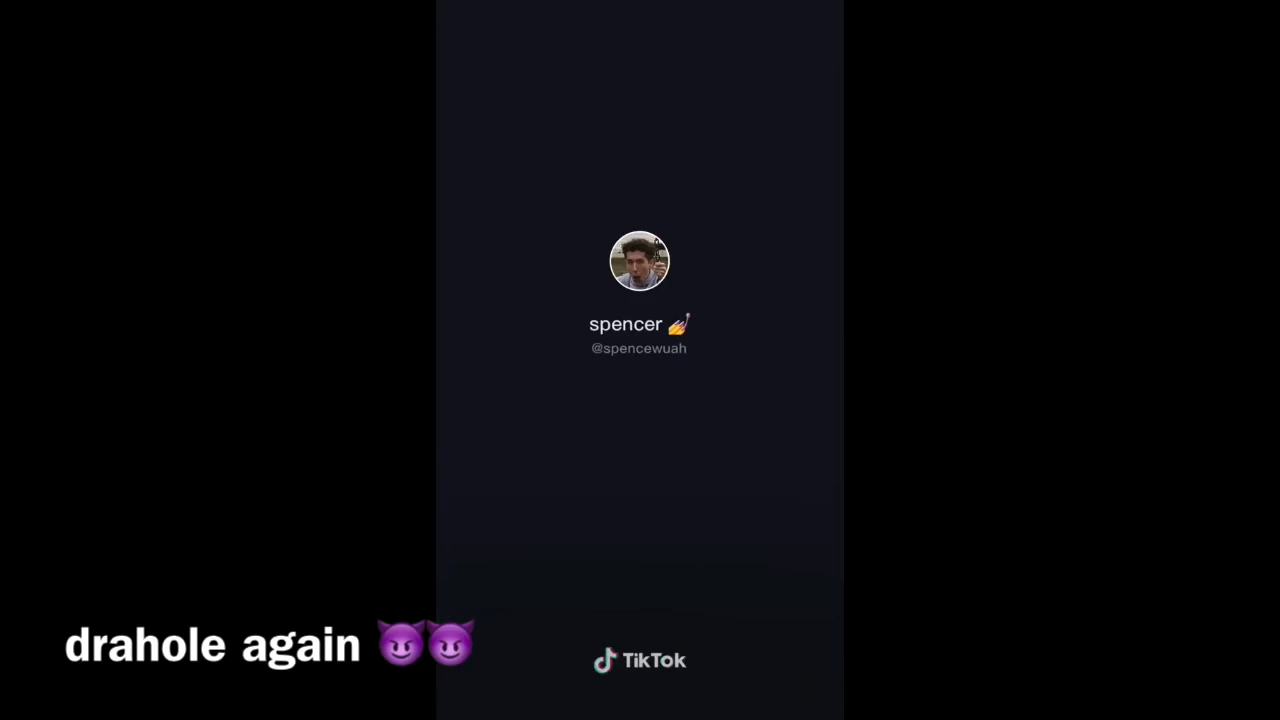 spencer 💅
@spencewuah
drahole again 😈😈
TikTok